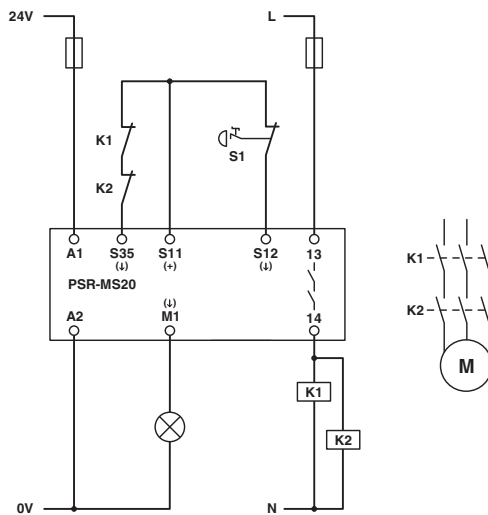 24V L
K1
K2
S1
A1 S35 S11 S12 13
(↓) (+) (↓)
PSR-MS20
(↓)
A2 M1 14
K1
K2
0V N
K1
K2
M